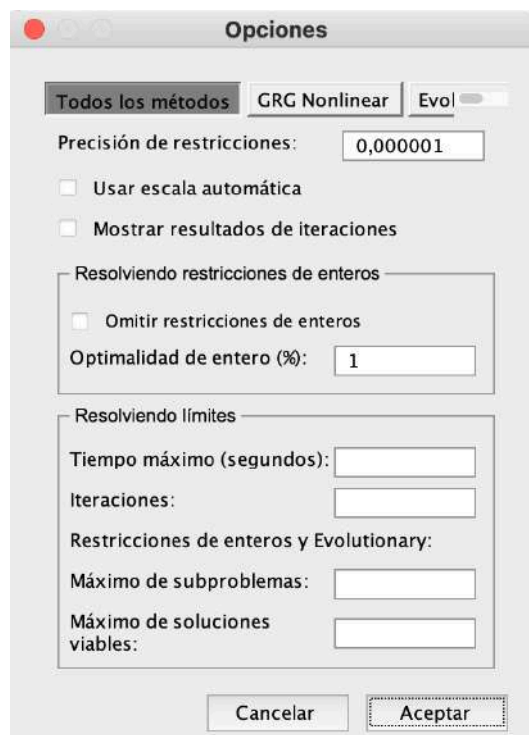 Opciones
Todos los métodos GRG Nonlinear Evol
Precisión de restricciones: 0,000001
Usar escala automática
Mostrar resultados de iteraciones
Resolviendo restricciones de enteros
Omitir restricciones de enteros
Optimalidad de entero (%): 1
Resolviendo límites
Tiempo máximo (segundos):
Iteraciones:
Restricciones de enteros y Evolutionary:
Máximo de subproblemas:
Máximo de soluciones
viables:
Cancelar Aceptar